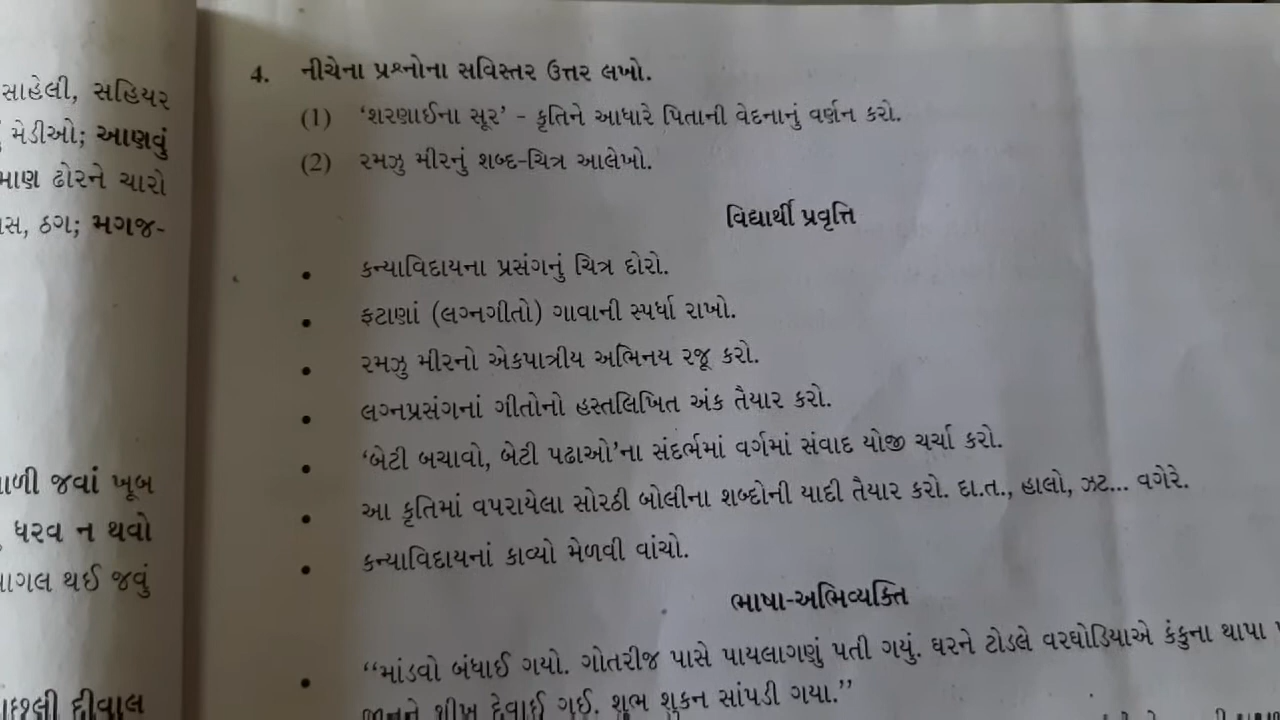 સાહેલી, સહિયર
મેડીઓ; આણવું
માણ ઢોરને ચારો
ઠગ; મગજ-
જવાં ખૂબ
ધરવ ન થવો
થઈ જવું
દીવાલ
4. નીચેના પ્રશ્નોના સવિસ્તર ઉત્તર લખો.
(1) ‘શરણાઈના સૂર’ - કૃતિને આધારે પિતાની વેદનાનું વર્ણન કરો.
(2) રમઝુ મીરનું શબ્દ-ચિત્ર આલેખો.
વિદ્યાર્થી પ્રવૃત્તિ
• કન્યાવિદાયના પ્રસંગનું ચિત્ર દોરો.
• ફટાણાં (લગ્નગીતો) ગાવાની સ્પર્ધા રાખો.
• રમઝુ મીરનો એકપાત્રીય અભિનય રજૂ કરો.
• લગ્નપ્રસંગનાં ગીતોનો હસ્તલિખિત અંક તૈયાર કરો.
• ‘બેટી બચાવો, બેટી પઢાઓ’ના સંદર્ભમાં વર્ગમાં સંવાદ યોજી ચર્ચા કરો.
• આ કૃતિમાં વપરાયેલા સોરઠી બોલીના શબ્દોની યાદી તૈયાર કરો. દા.ત., હાલો, ઝટ... વગેરે.
• કન્યાવિદાયનાં કાવ્યો મેળવી વાંચો.
ભાષા-અભિવ્યક્તિ
• “માંડવો બંધાઈ ગયો. ગોતરીજ પાસે પાયલાગણું પતી ગયું. ઘરને ટોડલે વરઘોડિયાએ કંકુના થાપા
જાનને શીખ દેવાઈ ગઈ. શુભ શુકન સાંપડી ગયા.”